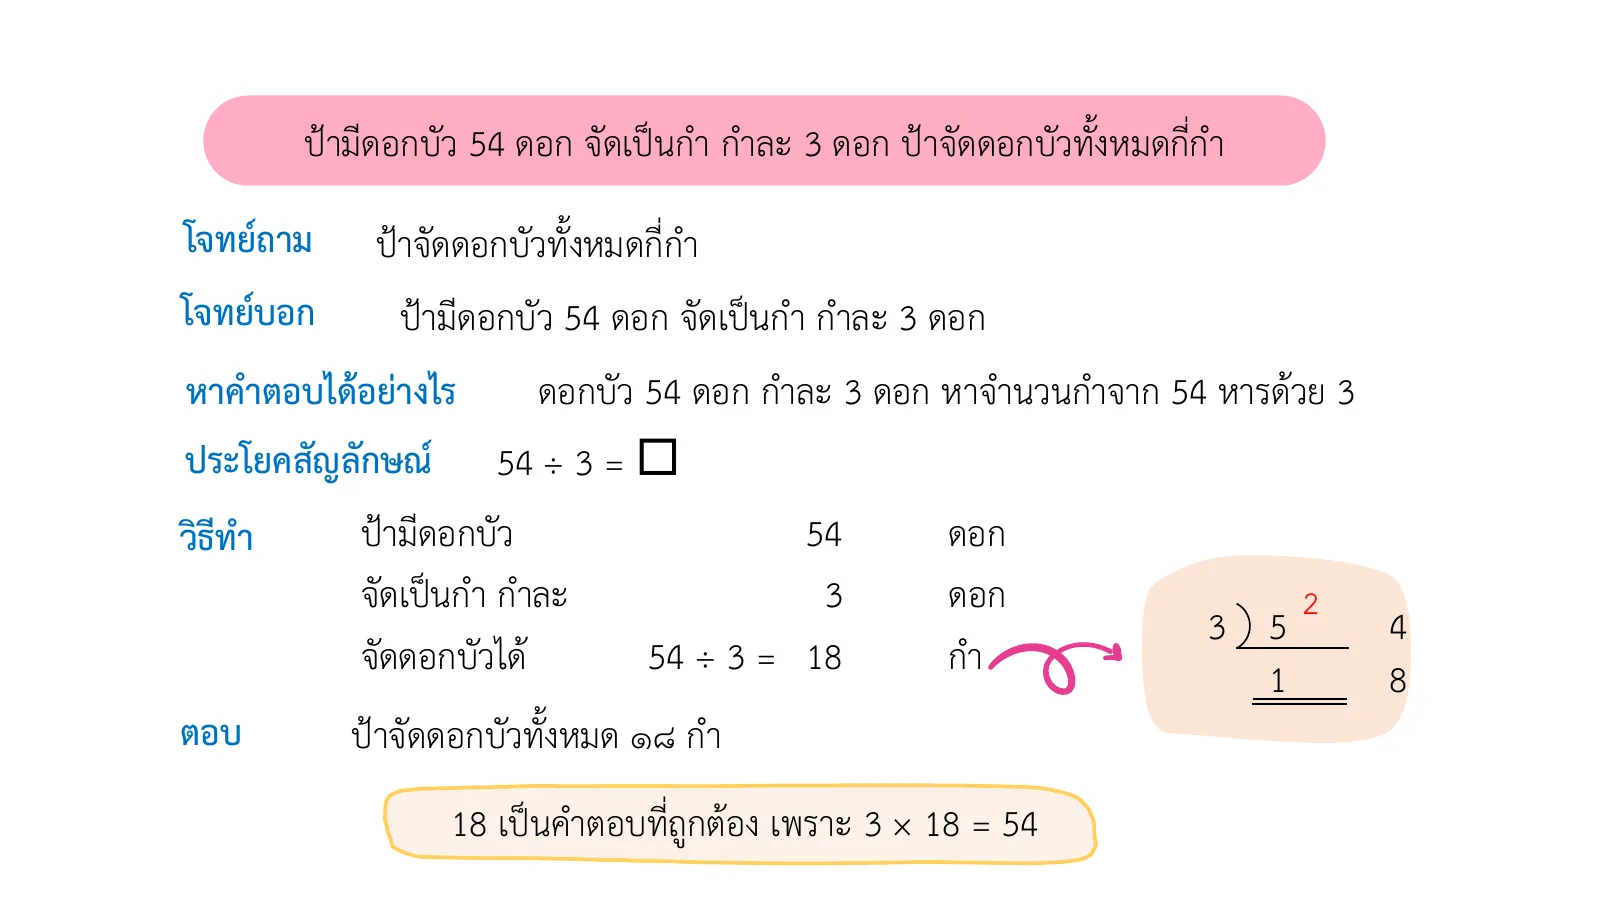 ป้ามีดอกบัว 54 ดอก จัดเป็นกำ กำละ 3 ดอก ป้าจัดดอกบัวทั้งหมดกี่กำ
โจทย์ถาม ป้าจัดดอกบัวทั้งหมดกี่กำ
โจทย์บอก ป้ามีดอกบัว 54 ดอก จัดเป็นกำ กำละ 3 ดอก
หาคำตอบได้อย่างไร ดอกบัว 54 ดอก กำละ 3 ดอก หาจำนวนกำจาก 54 หารด้วย 3
ประโยคสัญลักษณ์ 54 ÷ 3 = □
วิธีทำ ป้ามีดอกบัว 54 ดอก
จัดเป็นกำ กำละ 3 ดอก
จัดดอกบัวได้ 54 ÷ 3 = 18 กำ
2
3 ) 5 4
1 8
ตอบ ป้าจัดดอกบัวทั้งหมด ๑๘ กำ
18 เป็นคำตอบที่ถูกต้อง เพราะ 3 × 18 = 54